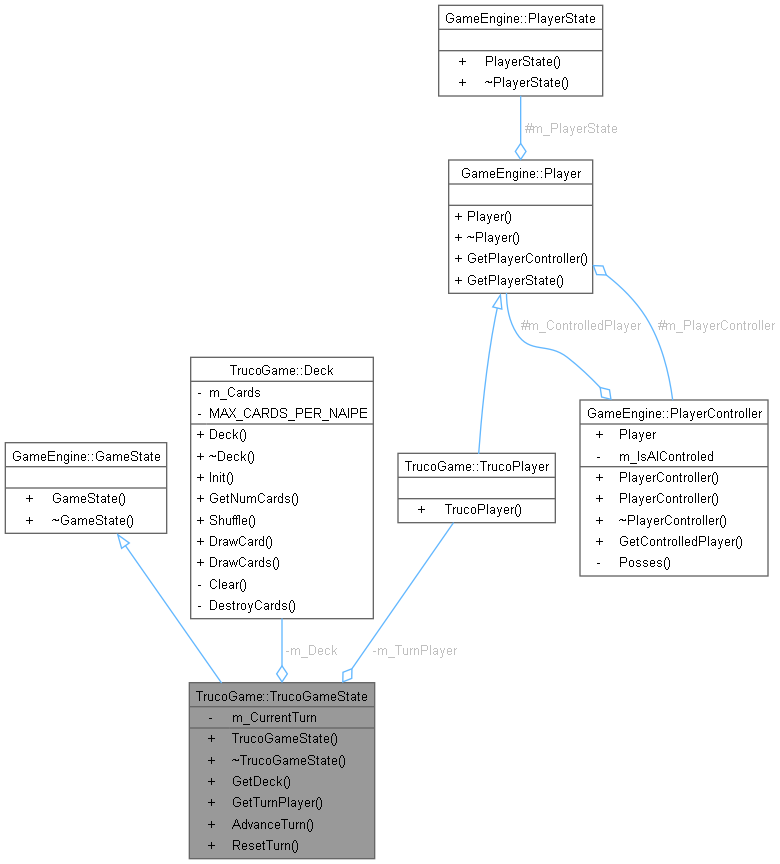 GameEngine::PlayerState
+ PlayerState()
+ ~PlayerState()
#m_PlayerState
GameEngine::Player
+ Player()
+ ~Player()
+ GetPlayerController()
+ GetPlayerState()
#m_ControlledPlayer
#m_PlayerController
TrucoGame::Deck
- m_Cards
- MAX_CARDS_PER_NAIPE
+ Deck()
+ ~Deck()
+ Init()
+ GetNumCards()
+ Shuffle()
+ DrawCard()
+ DrawCards()
- Clear()
- DestroyCards()
GameEngine::PlayerController
+ Player
- m_IsAIControled
+ PlayerController()
+ PlayerController()
+ ~PlayerController()
+ GetControlledPlayer()
- Posses()
GameEngine::GameState
+ GameState()
+ ~GameState()
TrucoGame::TrucoPlayer
+ TrucoPlayer()
-m_Deck
-m_TurnPlayer
TrucoGame::TrucoGameState
- m_CurrentTurn
+ TrucoGameState()
+ ~TrucoGameState()
+ GetDeck()
+ GetTurnPlayer()
+ AdvanceTurn()
+ ResetTurn()